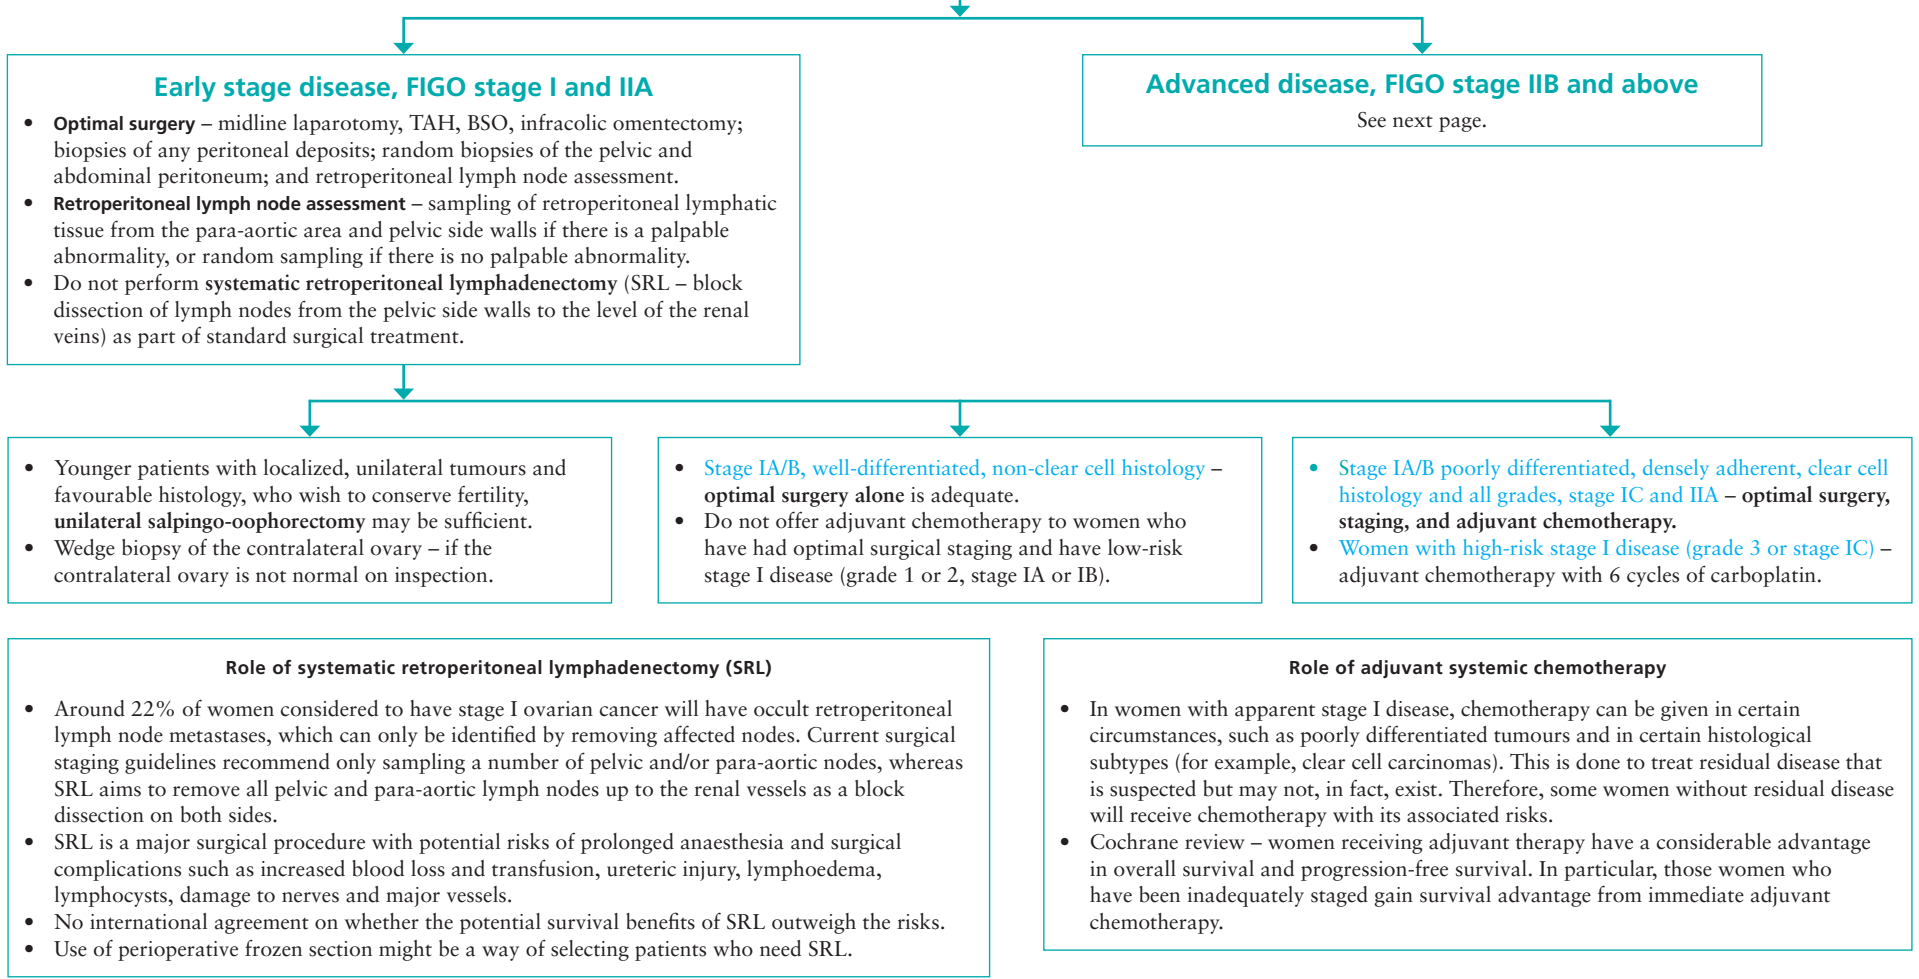 Early stage disease, FIGO stage I and IIA
• Optimal surgery – midline laparotomy, TAH, BSO, infracolic omentectomy;
biopsies of any peritoneal deposits; random biopsies of the pelvic and
abdominal peritoneum; and retroperitoneal lymph node assessment.
• Retroperitoneal lymph node assessment – sampling of retroperitoneal lymphatic
tissue from the para-aortic area and pelvic side walls if there is a palpable
abnormality, or random sampling if there is no palpable abnormality.
• Do not perform systematic retroperitoneal lymphadenectomy (SRL – block
dissection of lymph nodes from the pelvic side walls to the level of the renal
veins) as part of standard surgical treatment.
Advanced disease, FIGO stage IIB and above
See next page.
• Younger patients with localized, unilateral tumours and
favourable histology, who wish to conserve fertility,
unilateral salpingo-oophorectomy may be sufficient.
• Wedge biopsy of the contralateral ovary – if the
contralateral ovary is not normal on inspection.
• Stage IA/B, well-differentiated, non-clear cell histology –
optimal surgery alone is adequate.
• Do not offer adjuvant chemotherapy to women who
have had optimal surgical staging and have low-risk
stage I disease (grade 1 or 2, stage IA or IB).
• Stage IA/B poorly differentiated, densely adherent, clear cell
histology and all grades, stage IC and IIA – optimal surgery,
staging, and adjuvant chemotherapy.
• Women with high-risk stage I disease (grade 3 or stage IC) –
adjuvant chemotherapy with 6 cycles of carboplatin.
Role of systematic retroperitoneal lymphadenectomy (SRL)
• Around 22% of women considered to have stage I ovarian cancer will have occult retroperitoneal
lymph node metastases, which can only be identified by removing affected nodes. Current surgical
staging guidelines recommend only sampling a number of pelvic and/or para-aortic nodes, whereas
SRL aims to remove all pelvic and para-aortic lymph nodes up to the renal vessels as a block
dissection on both sides.
• SRL is a major surgical procedure with potential risks of prolonged anaesthesia and surgical
complications such as increased blood loss and transfusion, ureteric injury, lymphoedema,
lymphocysts, damage to nerves and major vessels.
• No international agreement on whether the potential survival benefits of SRL outweigh the risks.
• Use of perioperative frozen section might be a way of selecting patients who need SRL.
Role of adjuvant systemic chemotherapy
• In women with apparent stage I disease, chemotherapy can be given in certain
circumstances, such as poorly differentiated tumours and in certain histological
subtypes (for example, clear cell carcinomas). This is done to treat residual disease that
is suspected but may not, in fact, exist. Therefore, some women without residual disease
will receive chemotherapy with its associated risks.
• Cochrane review – women receiving adjuvant therapy have a considerable advantage
in overall survival and progression-free survival. In particular, those women who
have been inadequately staged gain survival advantage from immediate adjuvant
chemotherapy.